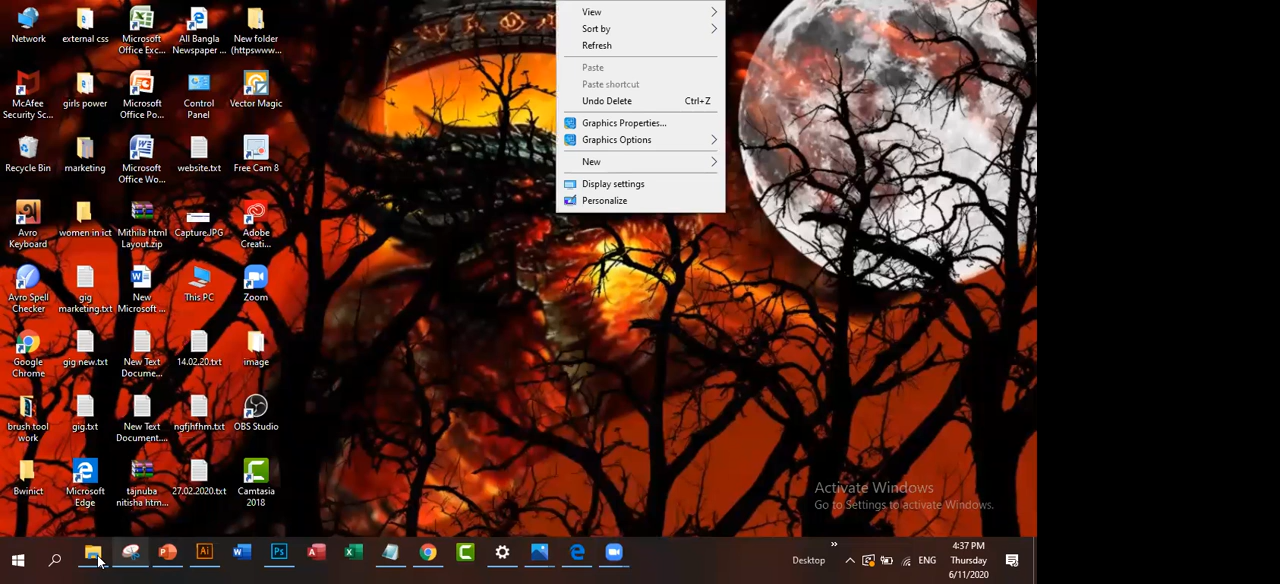 Network
external css
Microsoft
Office Exc...
All Bangla
Newspaper ...
New folder
(httpswww....
McAfee
Security Sc...
girls power
Microsoft
Office Po...
Control
Panel
Vector Magic
Recycle Bin
marketing
Microsoft
Office Wo...
website.txt
Free Cam 8
Avro
Keyboard
women in ict
Mithila html
Layout.zip
Capture.JPG
Adobe
Creati...
Avro Spell
Checker
gig
marketing.txt
New
Microsoft ...
This PC
Zoom
Google
Chrome
gig new.txt
New Text
Docume...
14.02.20.txt
image
brush tool
work
gig.txt
New Text
Document....
ngfjhfhm.txt
OBS Studio
Bwinict
Microsoft
Edge
tajnuba
nitisha htm...
27.02.2020.txt
Camtasia
2018
View
Sort by
Refresh
Paste
Paste shortcut
Undo Delete Ctrl+Z
Graphics Properties...
Graphics Options
New
Display settings
Personalize
Activate Windows
Go to Settings to activate Windows.
Desktop
ENG
4:37 PM
Thursday
6/11/2020